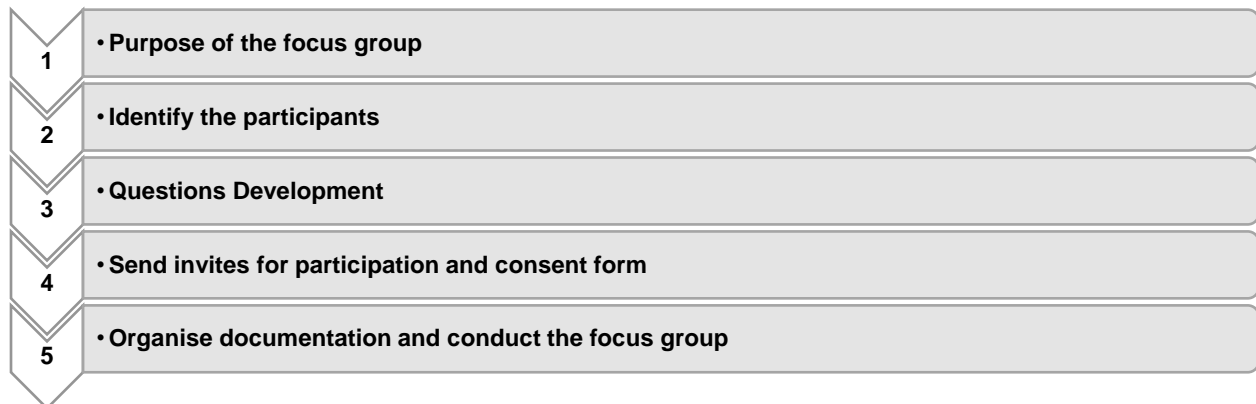 1
• Purpose of the focus group
2
• Identify the participants
3
• Questions Development
4
• Send invites for participation and consent form
5
• Organise documentation and conduct the focus group